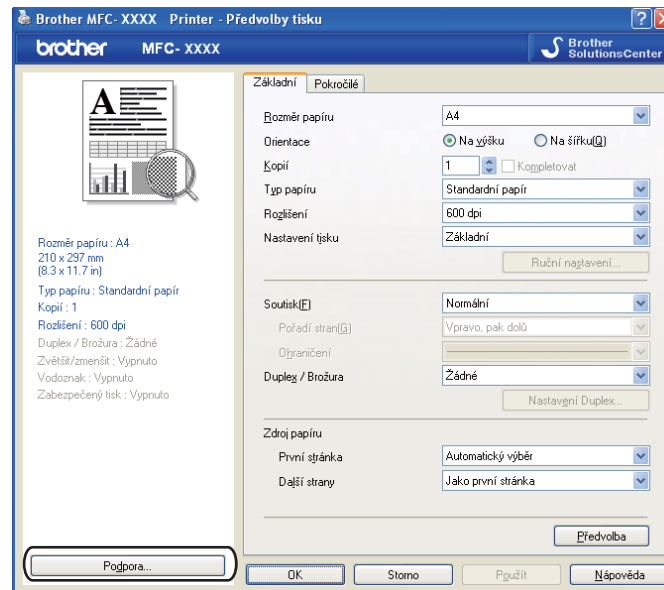 Brother MFC- XXXX Printer - Předvolby tisku
brother MFC- XXXX
Brother
SolutionsCenter
Rozměr papíru : A4
210 x 297 mm
(8.3 x 11.7 in)
Typ papíru : Standardní papír
Kopií : 1
Rozlišení : 600 dpi
Duplex / Brožura : Žádné
Zvětšit/zmenšit : Vypnuto
Vodoznak : Vypnuto
Zabezpečený tisk : Vypnuto
Podpora...
Základní Pokročilé
Rozměr papíru A4
Orientace Na výšku Na šířku(Q)
Kopií 1 Kompletovat
Typ papíru Standardní papír
Rozlišení 600 dpi
Nastavení tisku Základní
Ruční nastavení...
Soutisk(F) Normální
Pořadí stran(G) Vpravo, pak dolů
Ohraničení
Duplex / Brožura Žádné
Nastavení Duplex...
Zdroj papíru
První stránka Automatický výběr
Další strany Jako první stránka
Předvolba
OK Storno Použít Nápověda